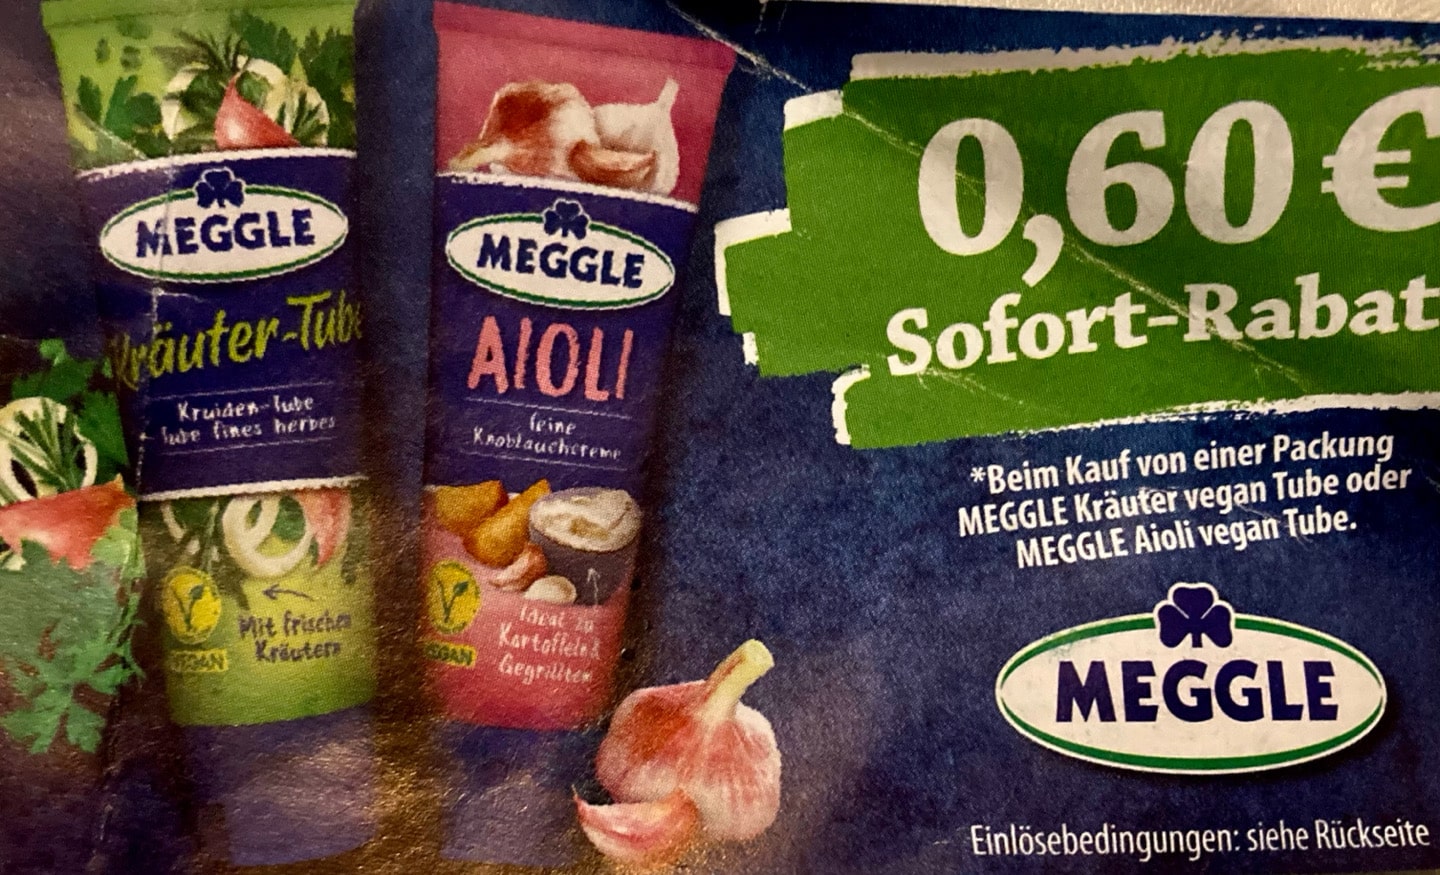 MEGGLE
Kräuter-Tube
Kruiden-Tube
Tube fines herbes
VEGAN
Mit frischen
Kräutern
MEGGLE
AIOLI
feine
Knoblauchcreme
VEGAN
Ideal zu
Kartoffeln &
Gegrilltem
0,60 €
Sofort-Rabatt
*Beim Kauf von einer Packung
MEGGLE Kräuter vegan Tube oder
MEGGLE Aioli vegan Tube.
MEGGLE
Einlösebedingungen: siehe Rückseite